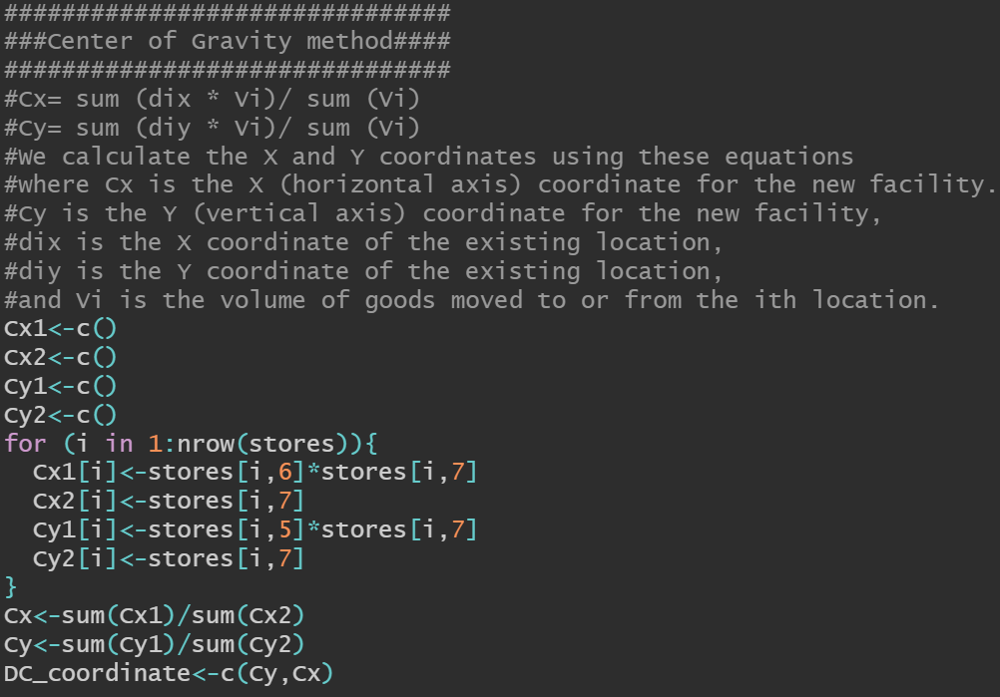 ###############################
###Center of Gravity method####
###############################
#Cx= sum (dix * Vi)/ sum (Vi)
#Cy= sum (diy * Vi)/ sum (Vi)
#We calculate the X and Y coordinates using these equations
#where Cx is the X (horizontal axis) coordinate for the new facility.
#Cy is the Y (vertical axis) coordinate for the new facility,
#dix is the X coordinate of the existing location,
#diy is the Y coordinate of the existing location,
#and Vi is the volume of goods moved to or from the ith location.
Cx1<-c()
Cx2<-c()
Cy1<-c()
Cy2<-c()
for (i in 1:nrow(stores)){
  Cx1[i]<-stores[i,6]*stores[i,7]
  Cx2[i]<-stores[i,7]
  Cy1[i]<-stores[i,5]*stores[i,7]
  Cy2[i]<-stores[i,7]
}
Cx<-sum(Cx1)/sum(Cx2)
Cy<-sum(Cy1)/sum(Cy2)
DC_coordinate<-c(Cy,Cx)